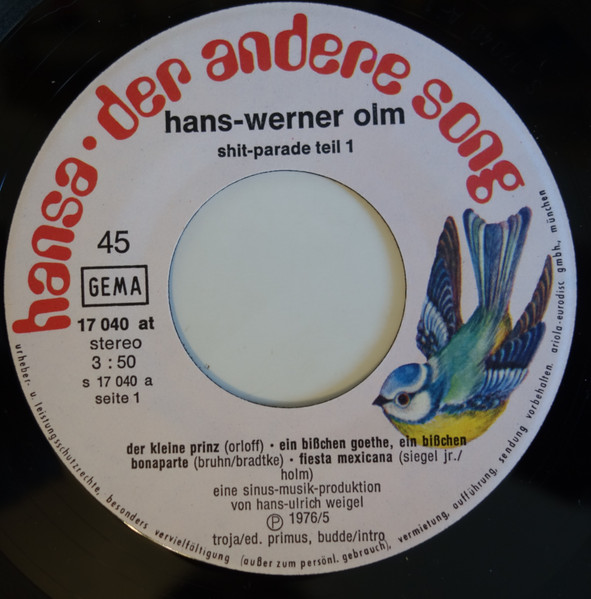 hansa · der andere song
hans-werner olm
shit-parade teil 1
45
GEMA
17 040 at
stereo
3 : 50
s 17 040 a
seite 1
der kleine prinz (orloff) · ein bißchen goethe, ein bißchen
bonaparte (bruhn/bradtke) · fiesta mexicana (siegel jr./
holm)
eine sinus-musik-produktion
von hans-ulrich weigel
℗ 1976/5
troja/ed. primus, budde/intro
urheber- u. leistungsschutzrechte, besonders vervielfältigung (außer zum persönl. gebrauch), vermietung, aufführung, sendung vorbehalten. ariola-eurodisc gmbh., münchen